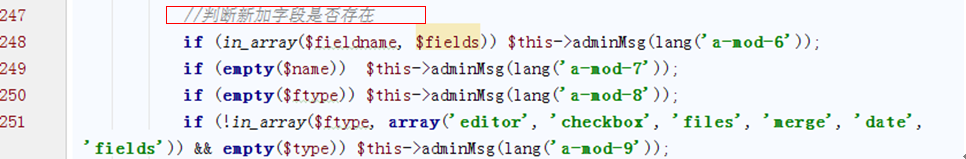 247 //判断新加字段是否存在
248 if (in_array($fieldname, $fields)) $this->adminMsg(lang('a-mod-6'));
249 if (empty($name))  $this->adminMsg(lang('a-mod-7'));
250 if (empty($ftype)) $this->adminMsg(lang('a-mod-8'));
251 if (!in_array($ftype, array('editor', 'checkbox', 'files', 'merge', 'date',
'fields')) && empty($type)) $this->adminMsg(lang('a-mod-9'));